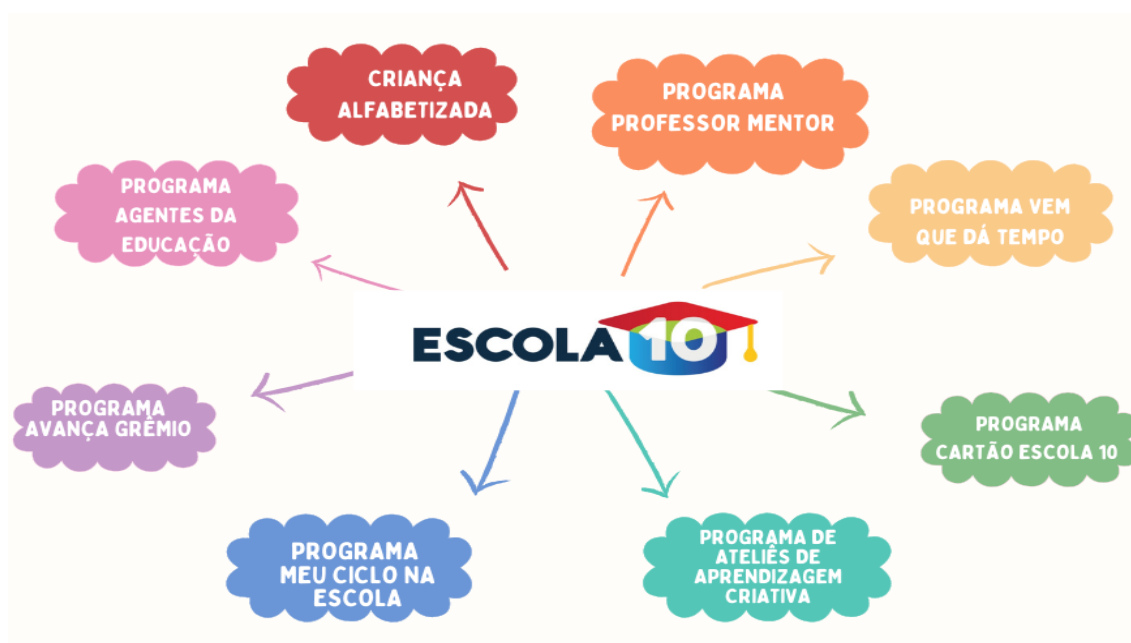 CRIANÇA
ALFABETIZADA
PROGRAMA
PROFESSOR MENTOR
PROGRAMA
AGENTES DA
EDUCAÇÃO
PROGRAMA VEM
QUE DÁ TEMPO
ESCOLA 10
PROGRAMA
AVANÇA GRÊMIO
PROGRAMA
CARTÃO ESCOLA 10
PROGRAMA
MEU CICLO NA
ESCOLA
PROGRAMA DE
ATELIÊS DE
APRENDIZAGEM
CRIATIVA